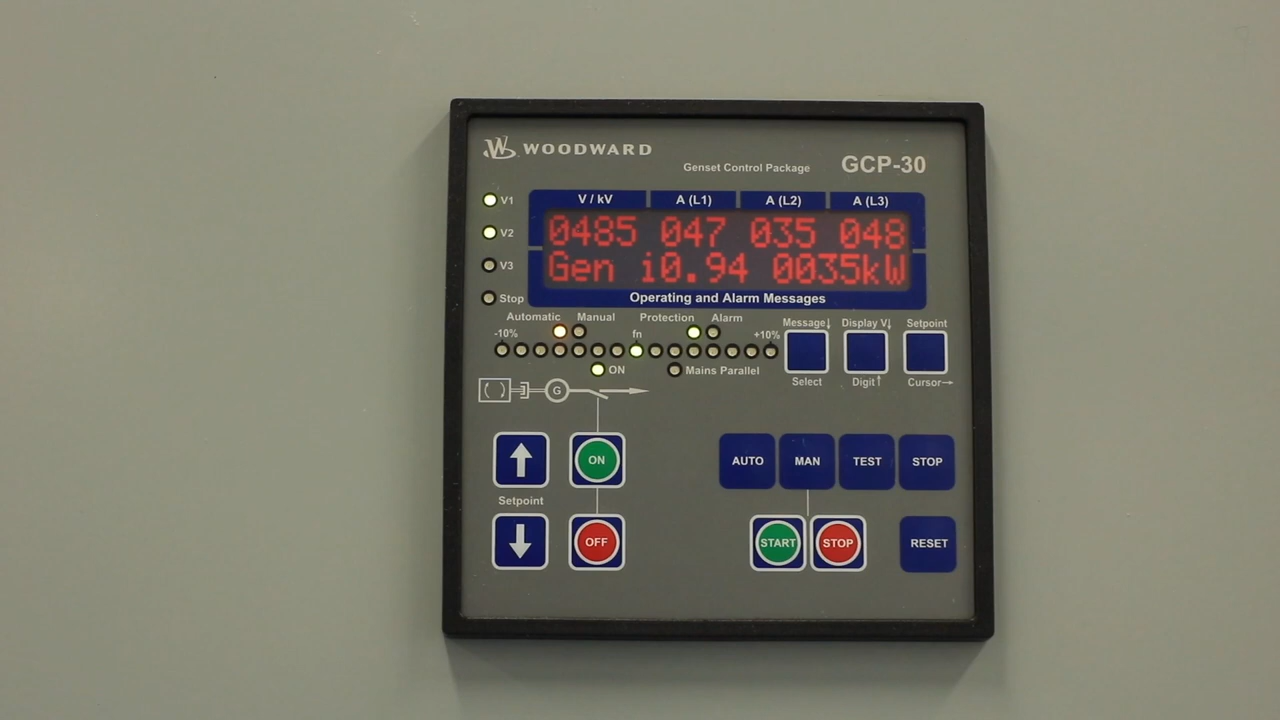 WOODWARD
Genset Control Package GCP-30
V / kV A (L1) A (L2) A (L3)
V1
0485 047 035 048
V2
Gen i0.94 0035kW
V3
Stop
Operating and Alarm Messages
Automatic Manual Protection Alarm
-10% fn +10%
Message↓ Display V↓ Setpoint
ON Mains Parallel
Select Digit↑ Cursor→
G
ON AUTO MAN TEST STOP
Setpoint
OFF START STOP RESET